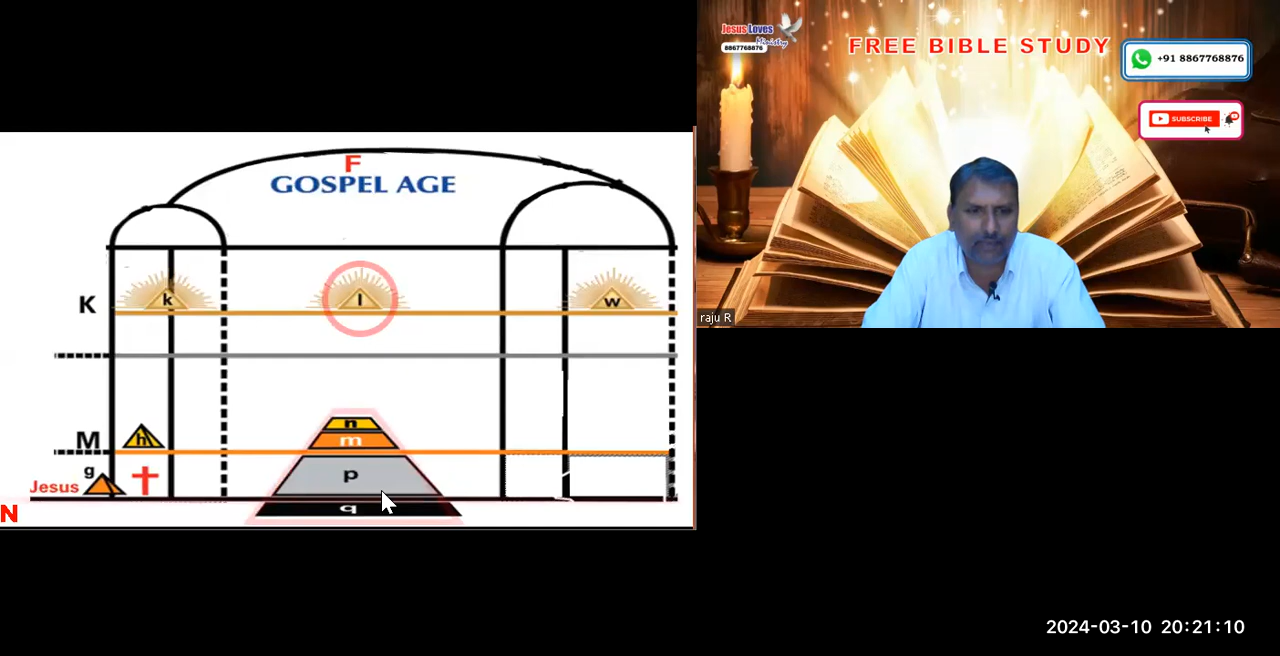 F
GOSPEL AGE
K
k
l
w
M
h
n
m
g
p
Jesus
q
N
Jesus Loves
Ministry
8867768876
FREE BIBLE STUDY
+91 8867768876
SUBSCRIBE
raju R
2024-03-10 20:21:10